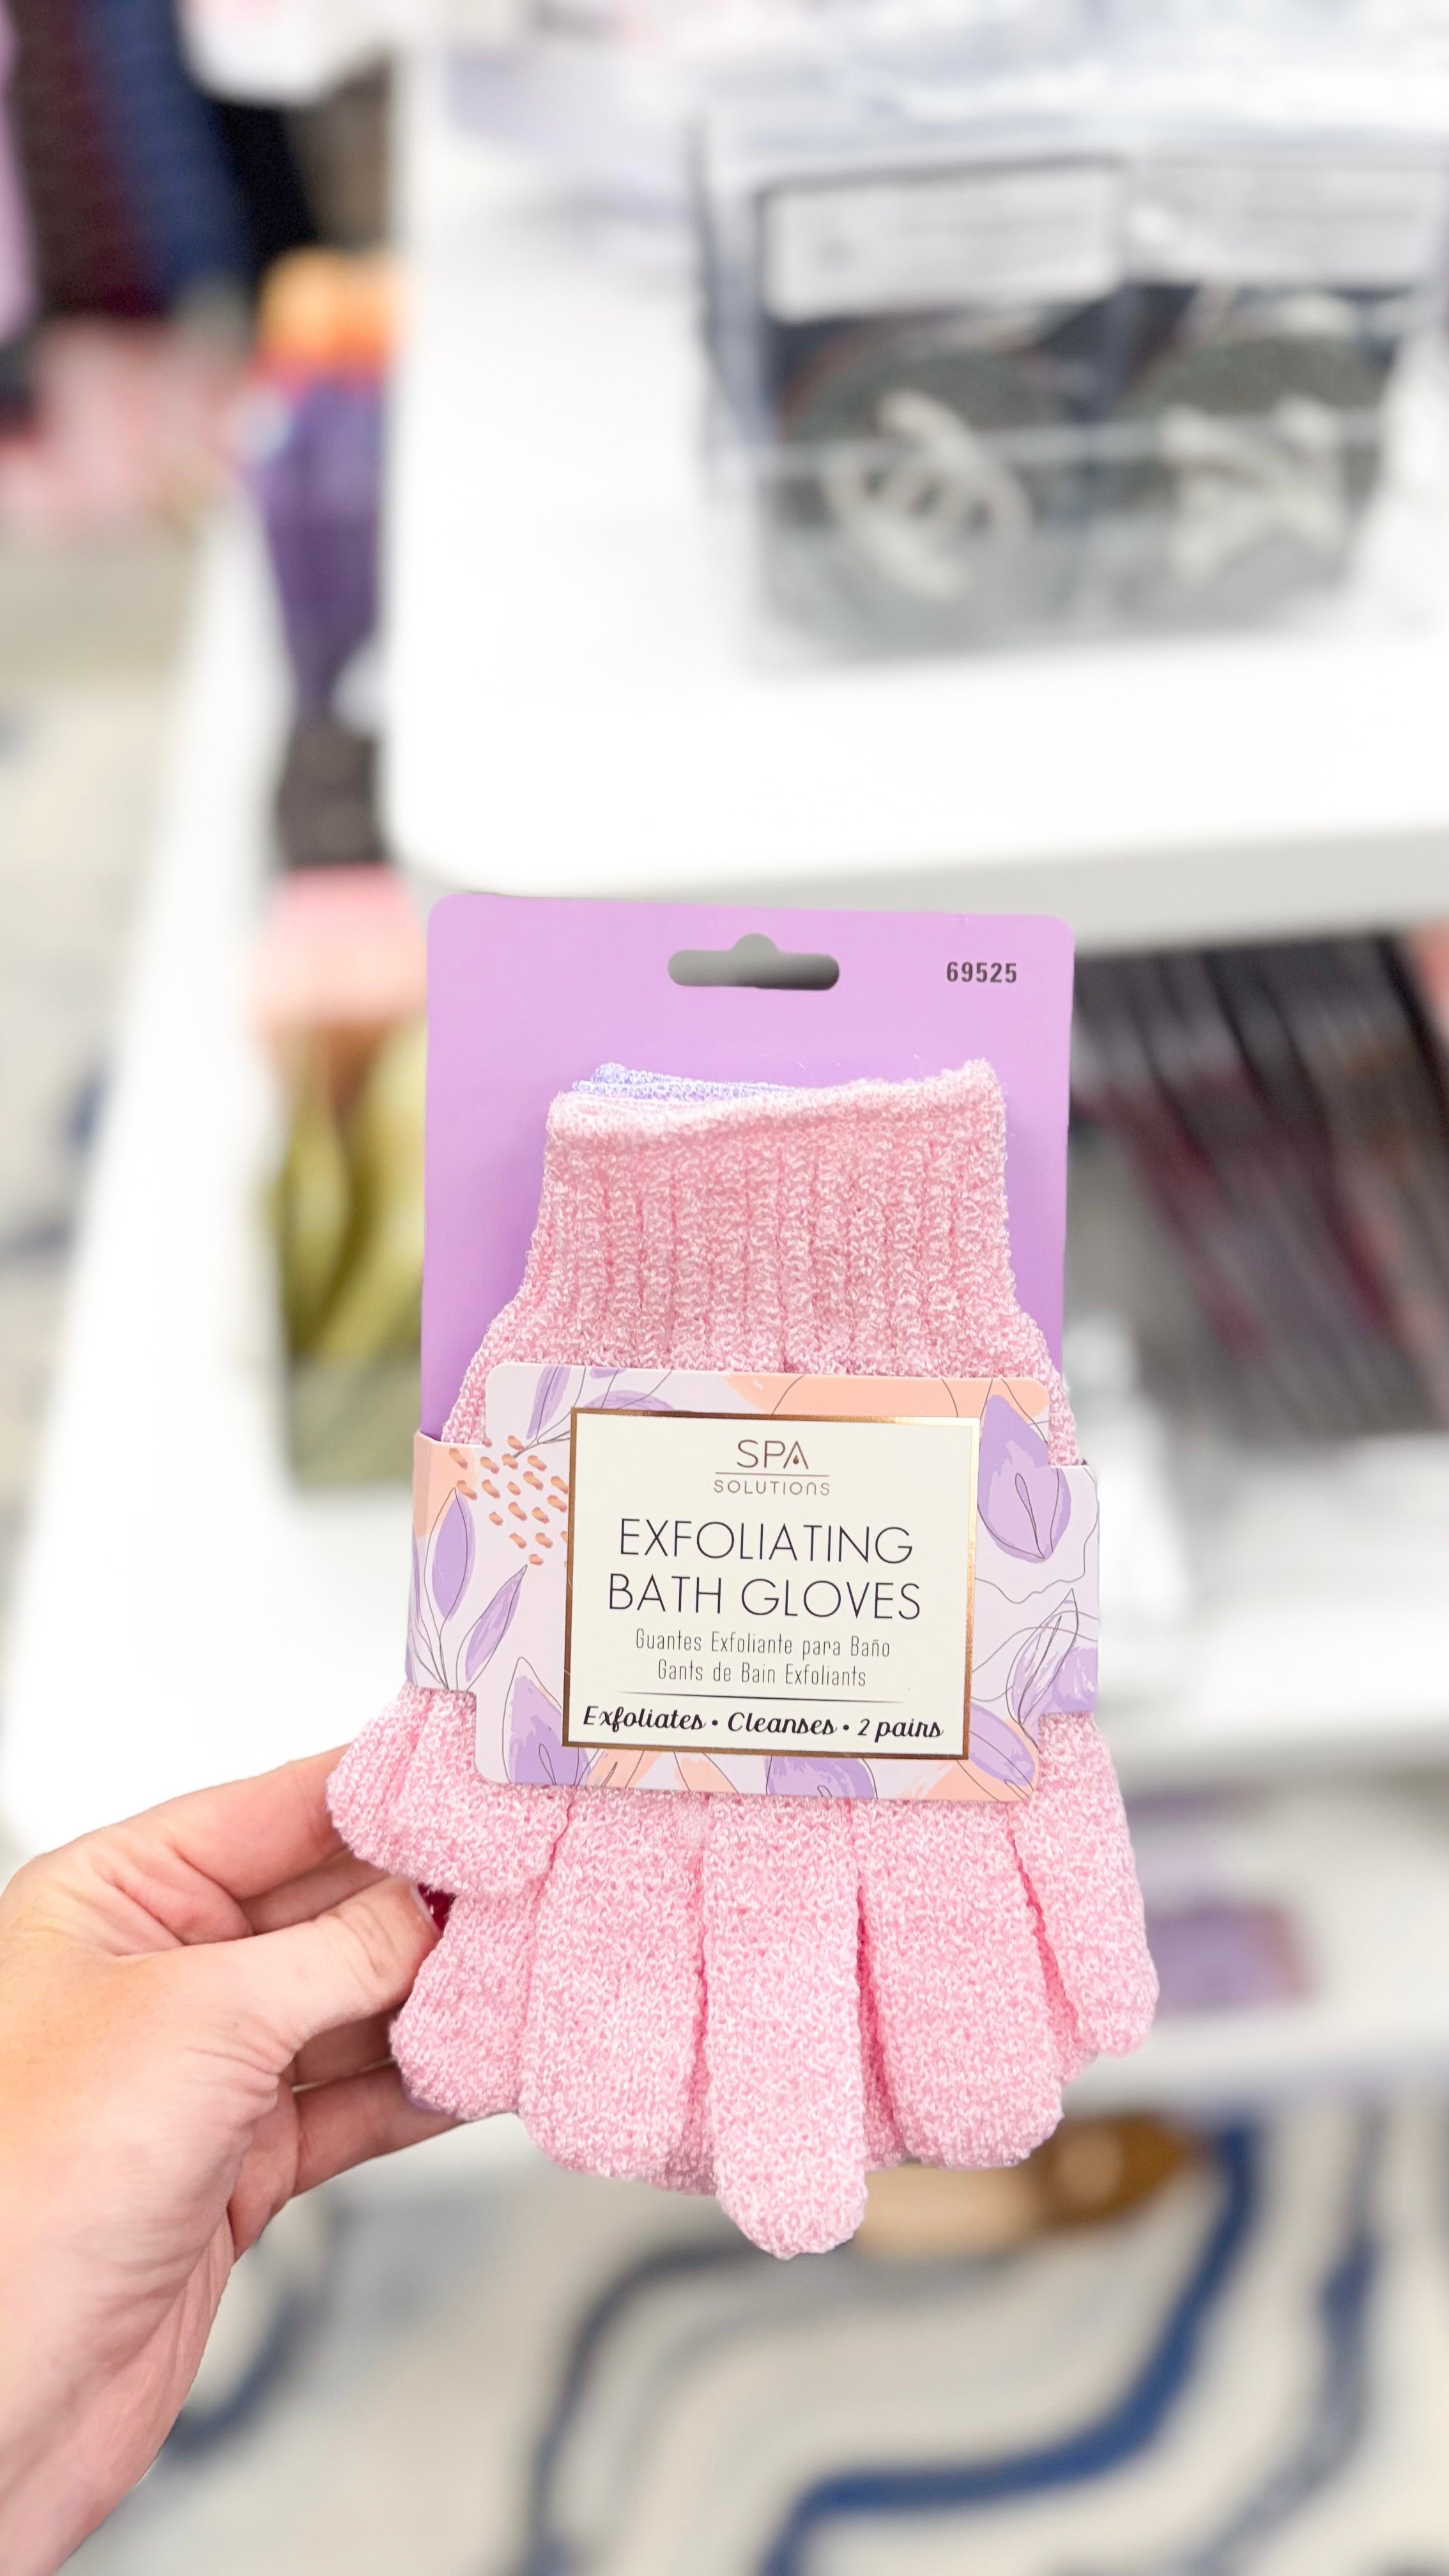 69525
SPA
SOLUTIONS
EXFOLIATING
BATH GLOVES
Guantes Exfoliante para Baño
Gants de Bain Exfoliants
Exfoliates • Cleanses • 2 pairs